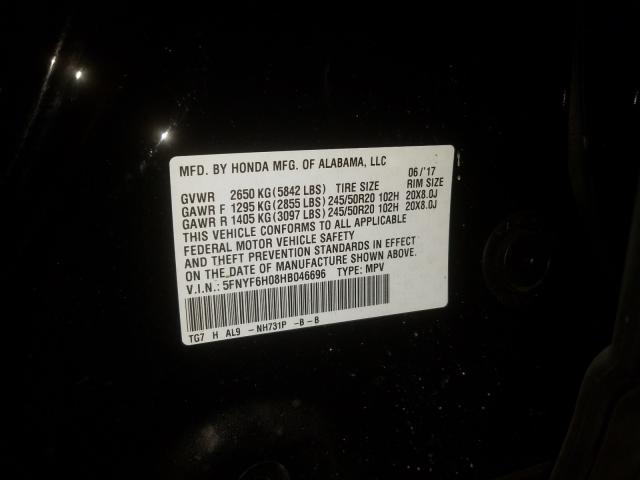 MFD. BY HONDA MFG. OF ALABAMA, LLC
06/'17
GVWR 2650 KG(5842 LBS) TIRE SIZE RIM SIZE
GAWR F 1295 KG(2855 LBS)245/50R20 102H 20X8.0J
GAWR R 1405 KG(3097 LBS)245/50R20 102H 20X8.0J
THIS VEHICLE CONFORMS TO ALL APPLICABLE
FEDERAL MOTOR VEHICLE SAFETY
AND THEFT PREVENTION STANDARDS IN EFFECT
ON THE DATE OF MANUFACTURE SHOWN ABOVE.
V.I.N.: 5FNYF6H08HB046696 TYPE: MPV
TG7 H AL9 -NH731P -B-B